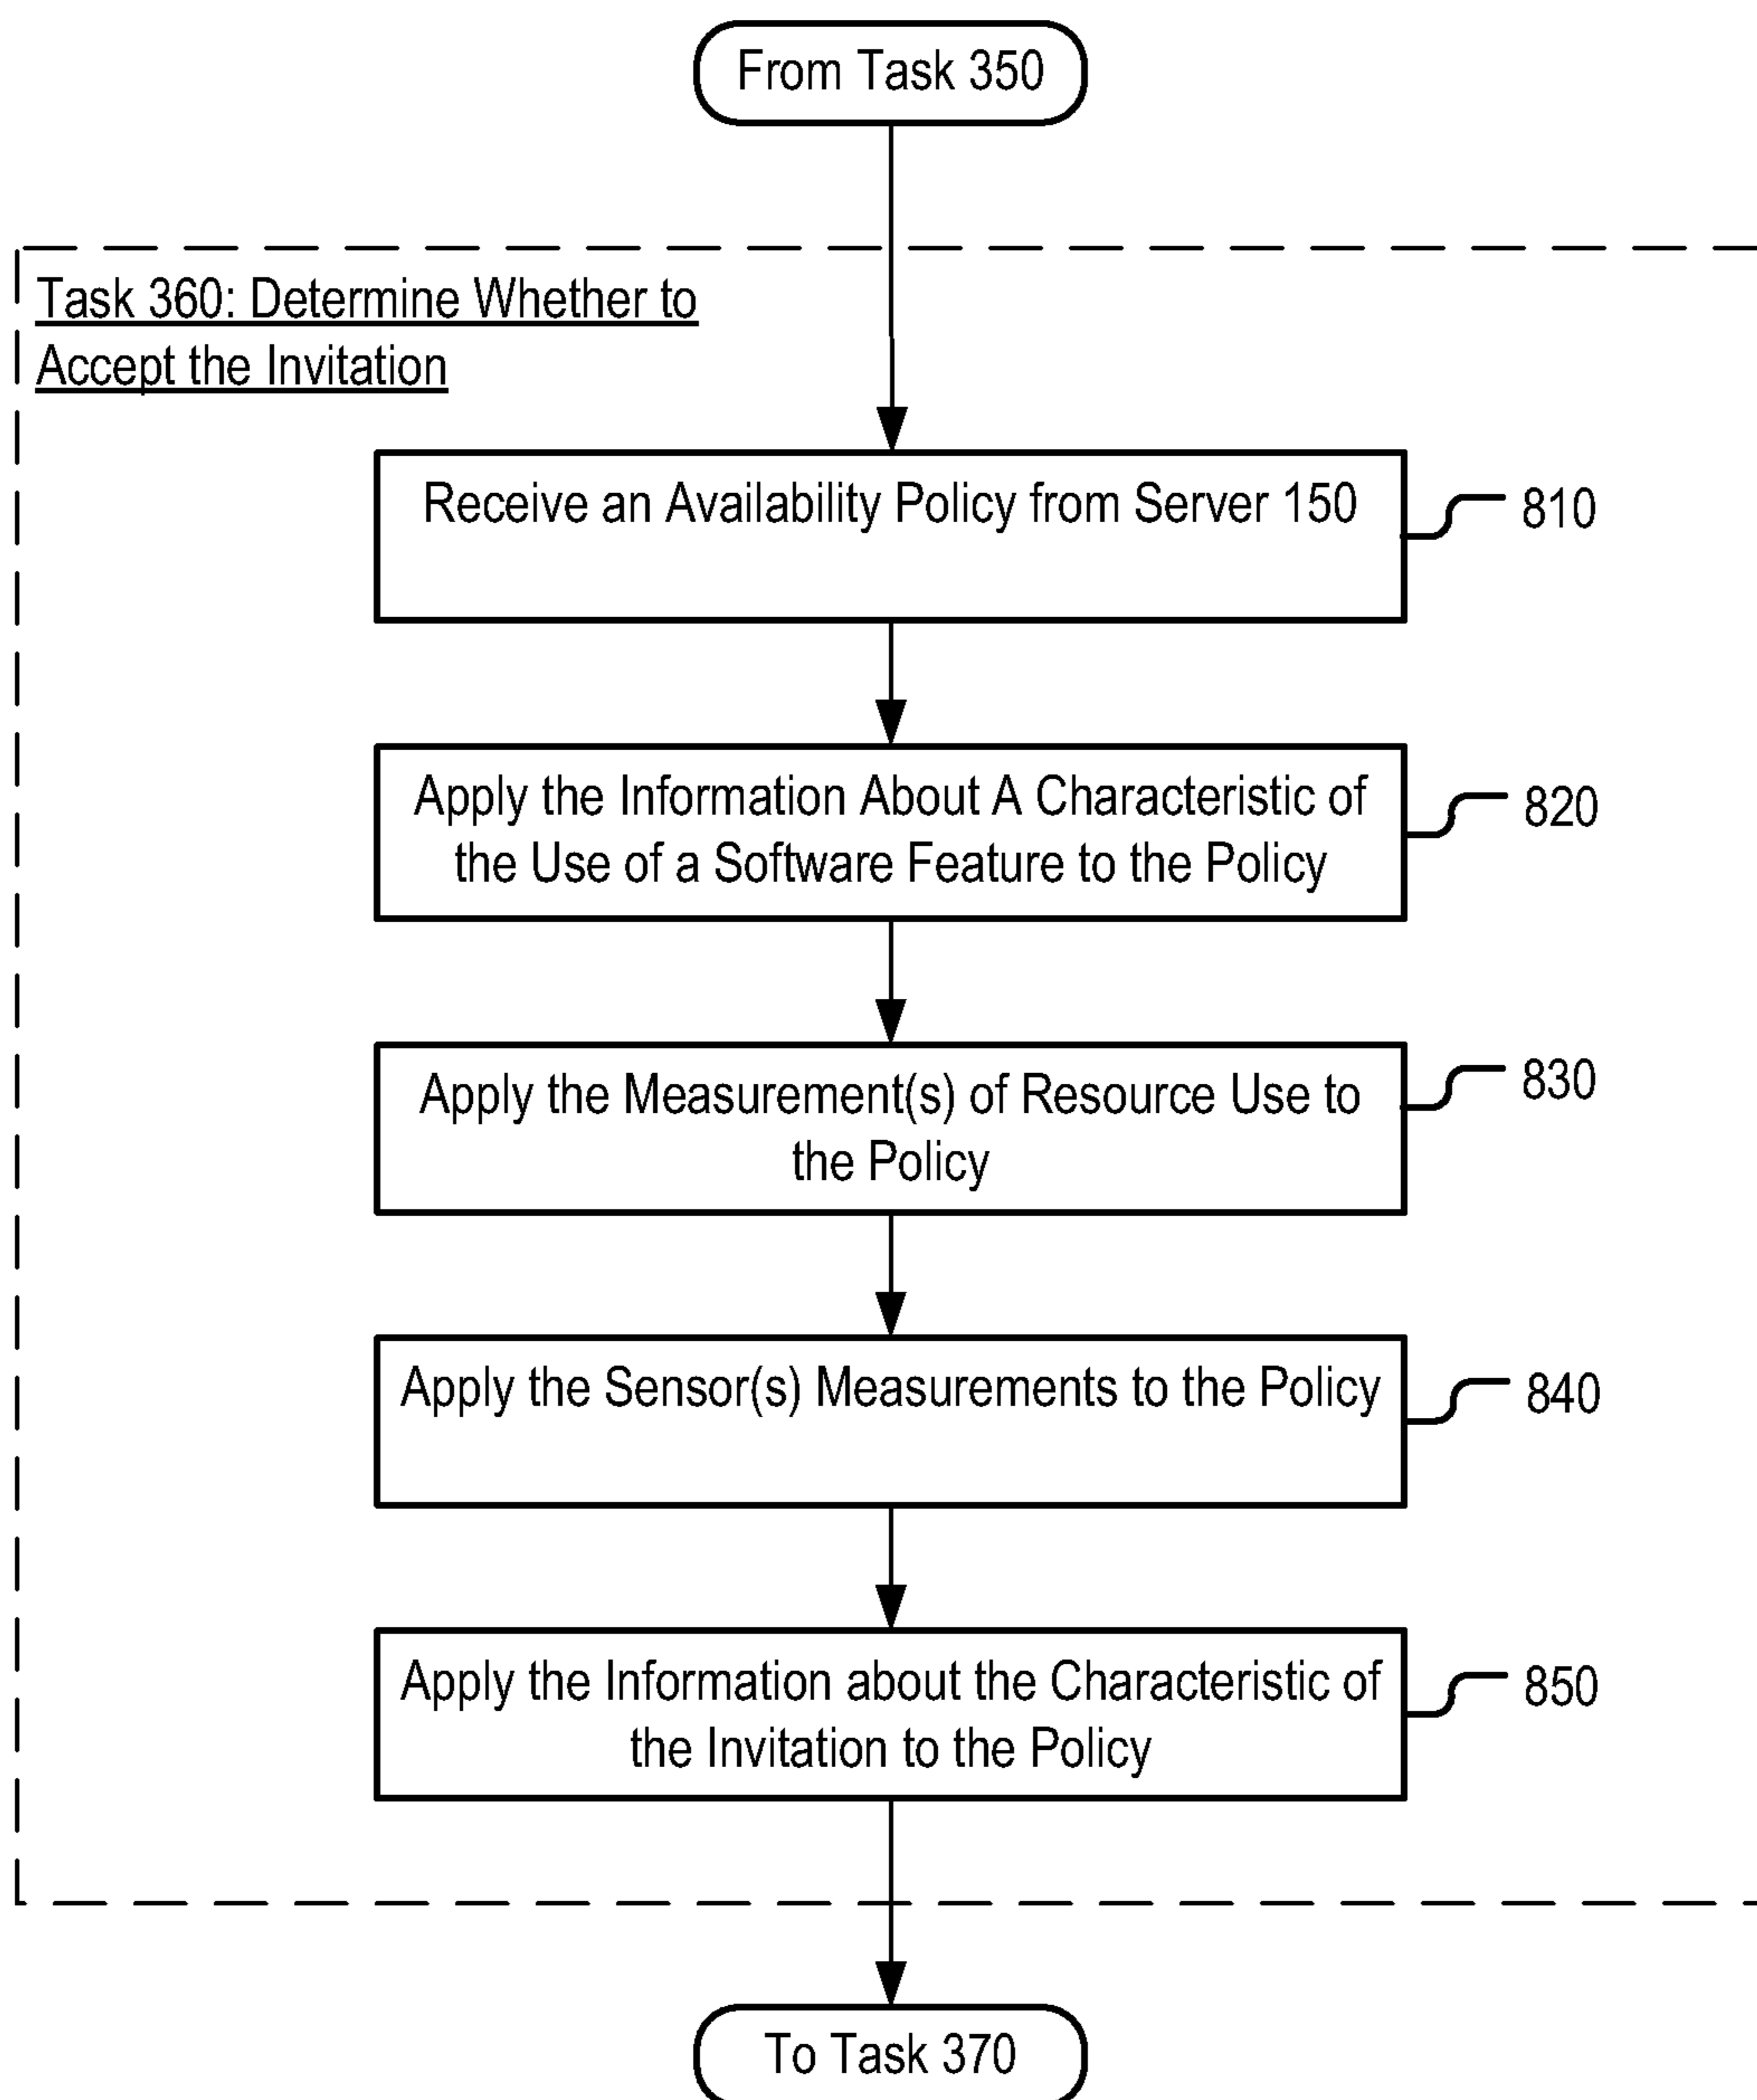 From Task 350
Task 360: Determine Whether to
Accept the Invitation
Receive an Availability Policy from Server 150
810
Apply the Information About A Characteristic of
the Use of a Software Feature to the Policy
820
Apply the Measurement(s) of Resource Use to
the Policy
830
Apply the Sensor(s) Measurements to the Policy
840
Apply the Information about the Characteristic of
the Invitation to the Policy
850
To Task 370